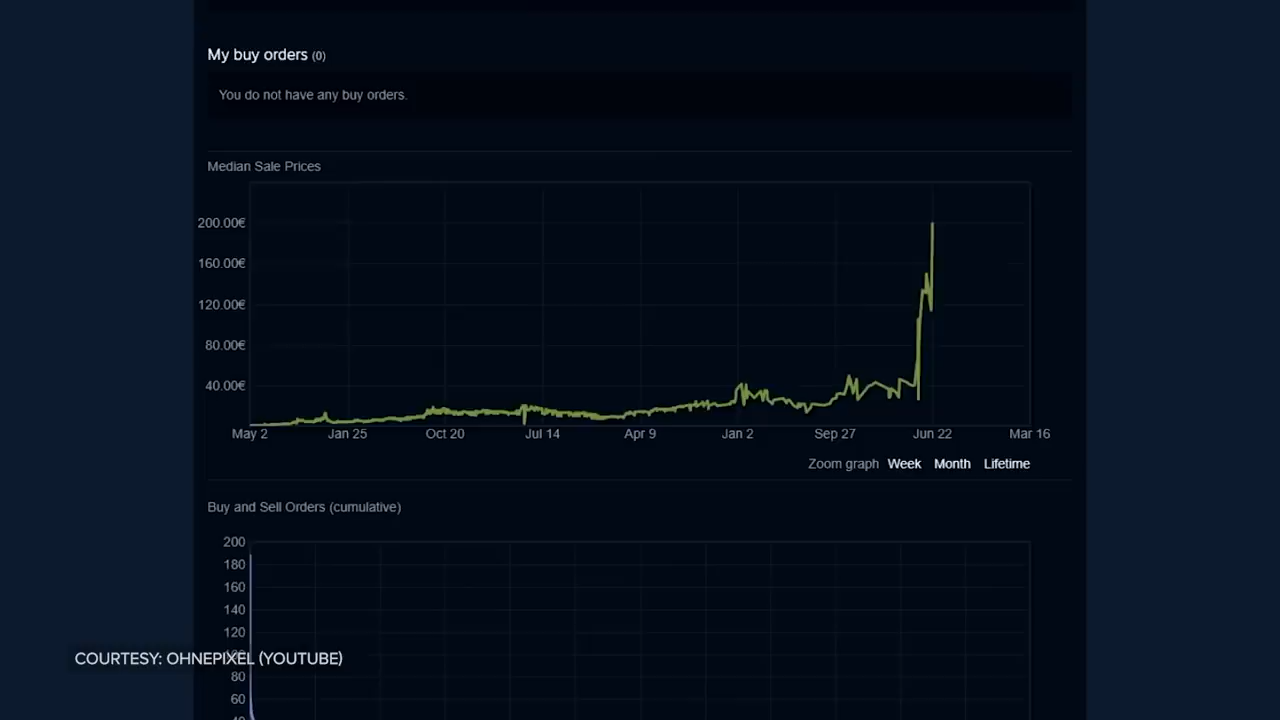 My buy orders (0)
You do not have any buy orders.
Median Sale Prices
200.00€
160.00€
120.00€
80.00€
40.00€
May 2 Jan 25 Oct 20 Jul 14 Apr 9 Jan 2 Sep 27 Jun 22 Mar 16
Zoom graph Week Month Lifetime
Buy and Sell Orders (cumulative)
200
180
160
140
120
COURTESY: OHNEPIXEL (YOUTUBE)
80
60